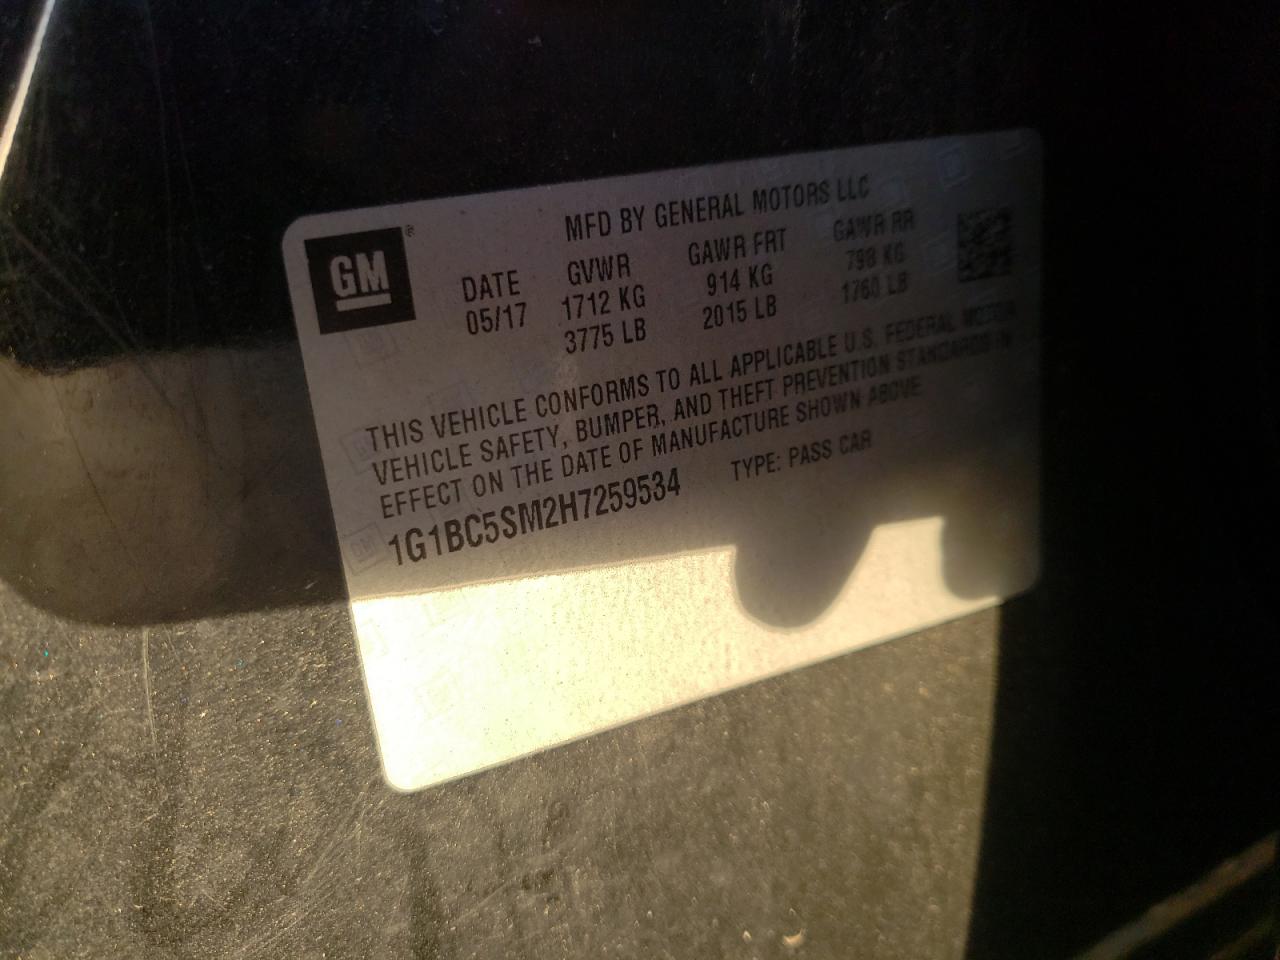 GM®
MFD BY GENERAL MOTORS LLC
DATE GVWR GAWR FRT GAWR RR
05/17 1712 KG 914 KG 798 KG
3775 LB 2015 LB 1760 LB
THIS VEHICLE CONFORMS TO ALL APPLICABLE U.S. FEDERAL MOTOR
VEHICLE SAFETY, BUMPER, AND THEFT PREVENTION STANDARDS IN
EFFECT ON THE DATE OF MANUFACTURE SHOWN ABOVE
1G1BC5SM2H7259534 TYPE: PASS CAR